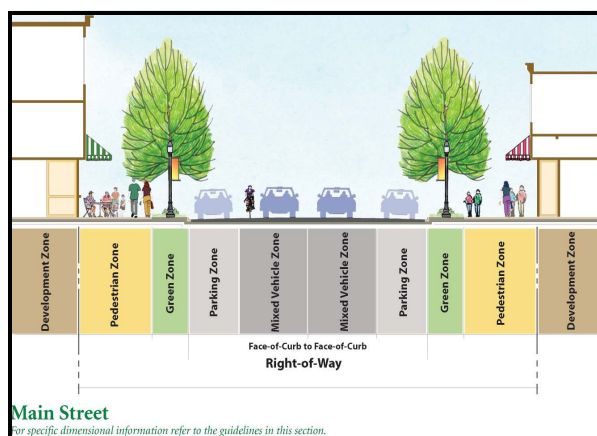 Development Zone
Pedestrian Zone
Green Zone
Parking Zone
Mixed Vehicle Zone
Mixed Vehicle Zone
Parking Zone
Green Zone
Pedestrian Zone
Development Zone
Face-of-Curb to Face-of-Curb
Right-of-Way
Main Street
For specific dimensional information refer to the guidelines in this section.